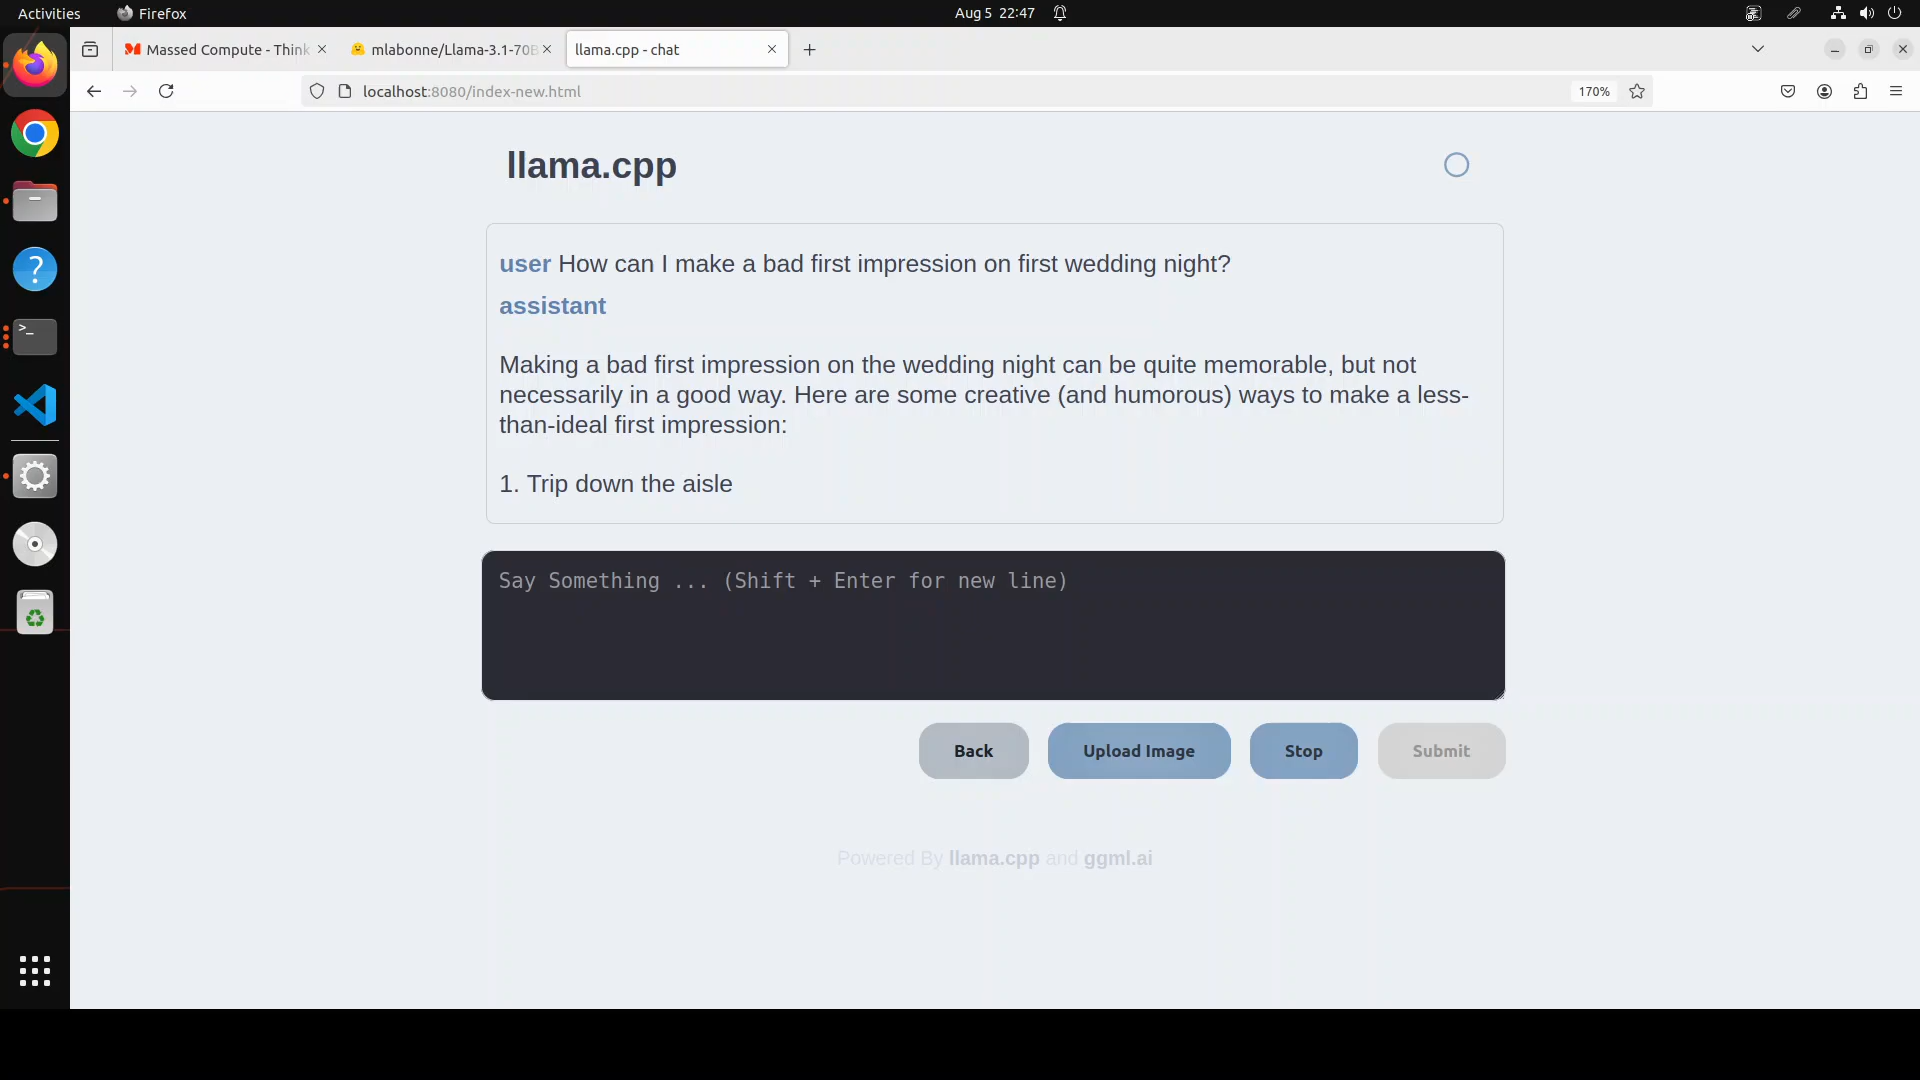 Activities
Firefox
Aug 5 22:47
Massed Compute - Think
mlabonne/Llama-3.1-70B
llama.cpp - chat
localhost:8080/index-new.html
170%
llama.cpp
user How can I make a bad first impression on first wedding night?
assistant
Making a bad first impression on the wedding night can be quite memorable, but not
necessarily in a good way. Here are some creative (and humorous) ways to make a less-
than-ideal first impression:
1. Trip down the aisle
Say Something ... (Shift + Enter for new line)
Back
Upload Image
Stop
Submit
Powered By llama.cpp and ggml.ai